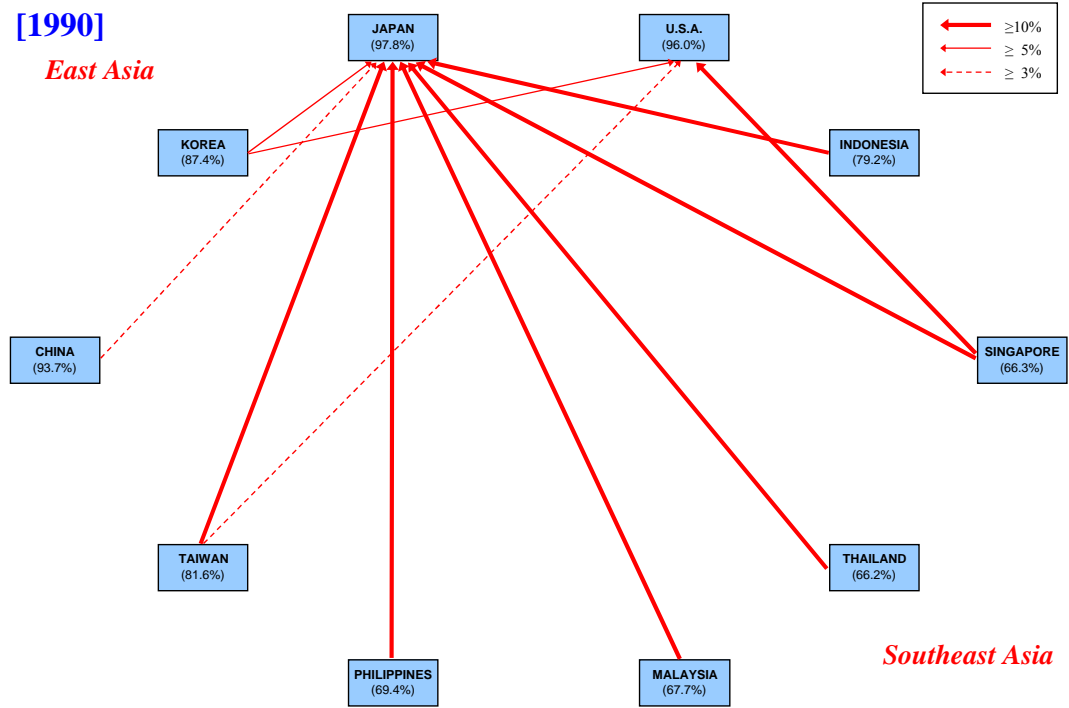 [1990]
East Asia
JAPAN
(97.8%)
U.S.A.
(96.0%)
≥10%
≥ 5%
≥ 3%
KOREA
(87.4%)
INDONESIA
(79.2%)
CHINA
(93.7%)
SINGAPORE
(66.3%)
TAIWAN
(81.6%)
THAILAND
(66.2%)
PHILIPPINES
(69.4%)
MALAYSIA
(67.7%)
Southeast Asia